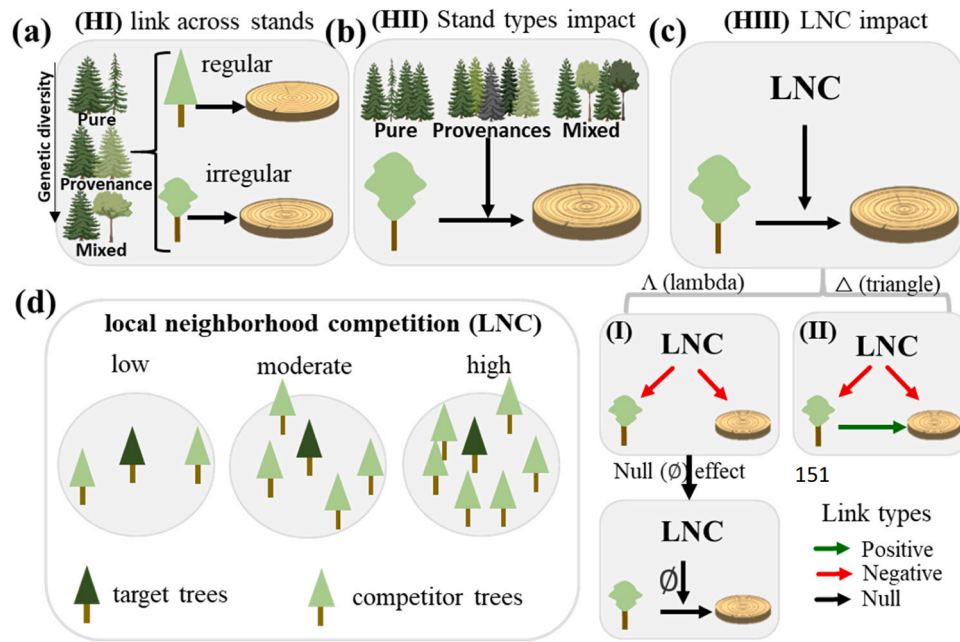 (a) (HI) link across stands
Genetic diversity
Pure
Provenance
Mixed
regular
irregular
(b) (HII) Stand types impact
Pure Provenances Mixed
(c) (HIII) LNC impact
LNC
Λ (lambda) △ (triangle)
(I) LNC
(II) LNC
Null (∅) effect
151
LNC
∅
Link types
Positive
Negative
Null
(d) local neighborhood competition (LNC)
low moderate high
target trees competitor trees